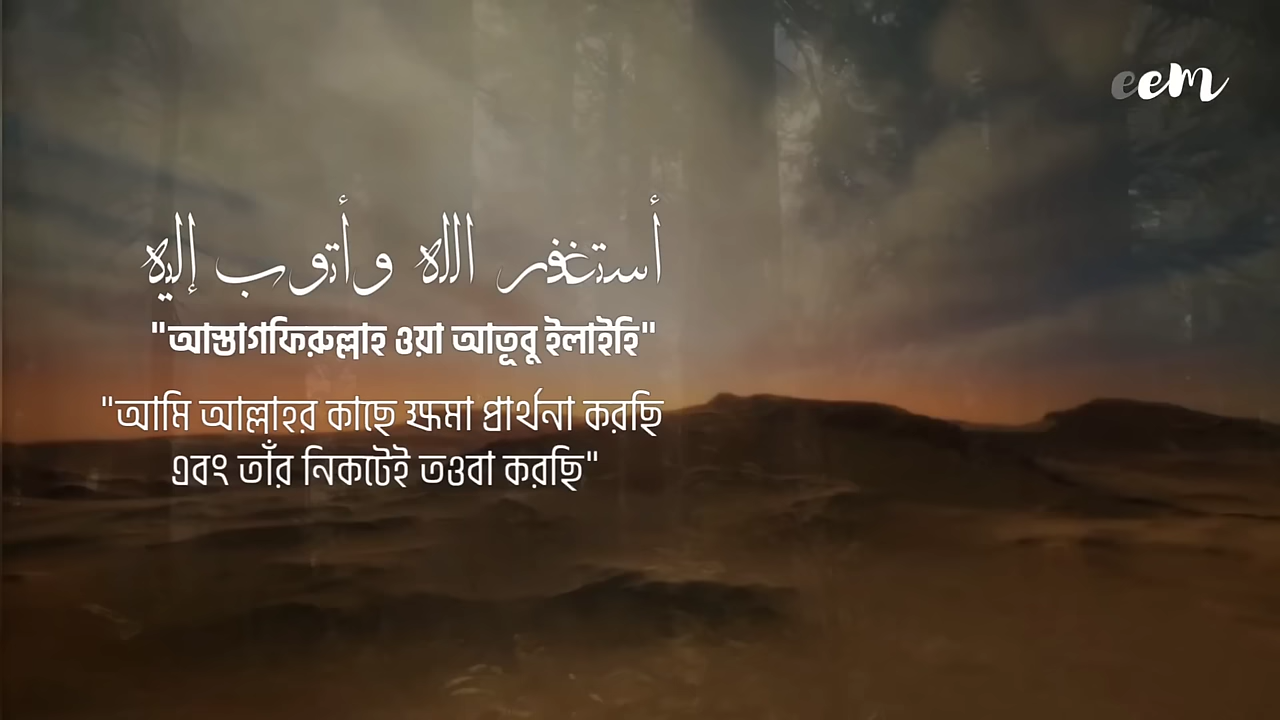 أستغفر الله وأتوب إليه
"আস্তাগফিরুল্লাহ ওয়া আতূবু ইলাইহি"
"আমি আল্লাহর কাছে ক্ষমা প্রার্থনা করছি
এবং তাঁর নিকটেই তওবা করছি"
eem